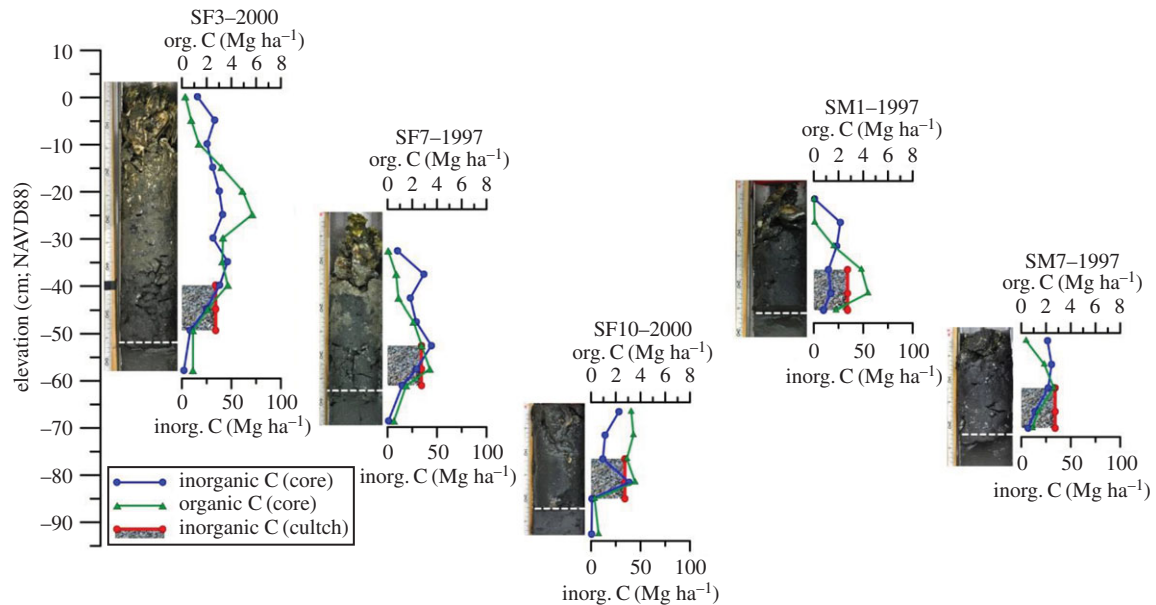 SF3–2000
org. C (Mg ha–1)
0 2 4 6 8
elevation (cm; NAVD88)
10
0
–10
–20
–30
–40
–50
–60
–70
–80
–90
0 50 100
inorg. C (Mg ha–1)
SF7–1997
org. C (Mg ha–1)
0 2 4 6 8
0 50 100
inorg. C (Mg ha–1)
SF10–2000
org. C (Mg ha–1)
0 2 4 6 8
0 50 100
inorg. C (Mg ha–1)
SM1–1997
org. C (Mg ha–1)
0 2 4 6 8
0 50 100
inorg. C (Mg ha–1)
SM7–1997
org. C (Mg ha–1)
0 2 4 6 8
0 50 100
inorg. C (Mg ha–1)
inorganic C (core)
organic C (core)
inorganic C (cultch)